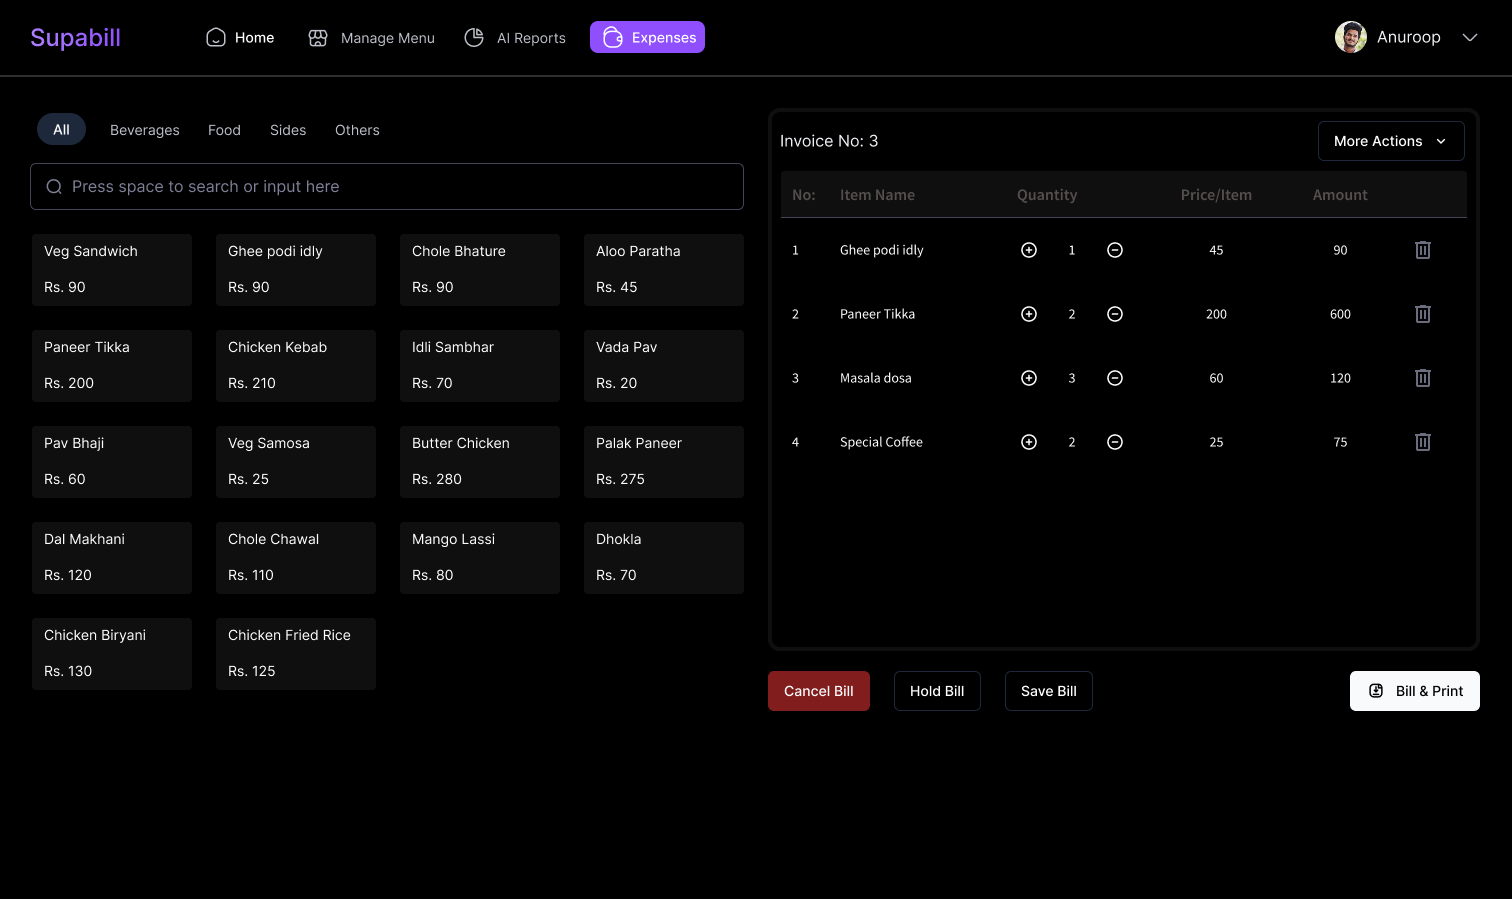 Supabill
Home
Manage Menu
AI Reports
Expenses
Anuroop
All
Beverages
Food
Sides
Others
Press space to search or input here
Veg Sandwich
Rs. 90
Ghee podi idly
Rs. 90
Chole Bhature
Rs. 90
Aloo Paratha
Rs. 45
Paneer Tikka
Rs. 200
Chicken Kebab
Rs. 210
Idli Sambhar
Rs. 70
Vada Pav
Rs. 20
Pav Bhaji
Rs. 60
Veg Samosa
Rs. 25
Butter Chicken
Rs. 280
Palak Paneer
Rs. 275
Dal Makhani
Rs. 120
Chole Chawal
Rs. 110
Mango Lassi
Rs. 80
Dhokla
Rs. 70
Chicken Biryani
Rs. 130
Chicken Fried Rice
Rs. 125
Invoice No: 3
More Actions
No: Item Name Quantity Price/Item Amount
1 Ghee podi idly 1 45 90
2 Paneer Tikka 2 200 600
3 Masala dosa 3 60 120
4 Special Coffee 2 25 75
Cancel Bill
Hold Bill
Save Bill
Bill & Print